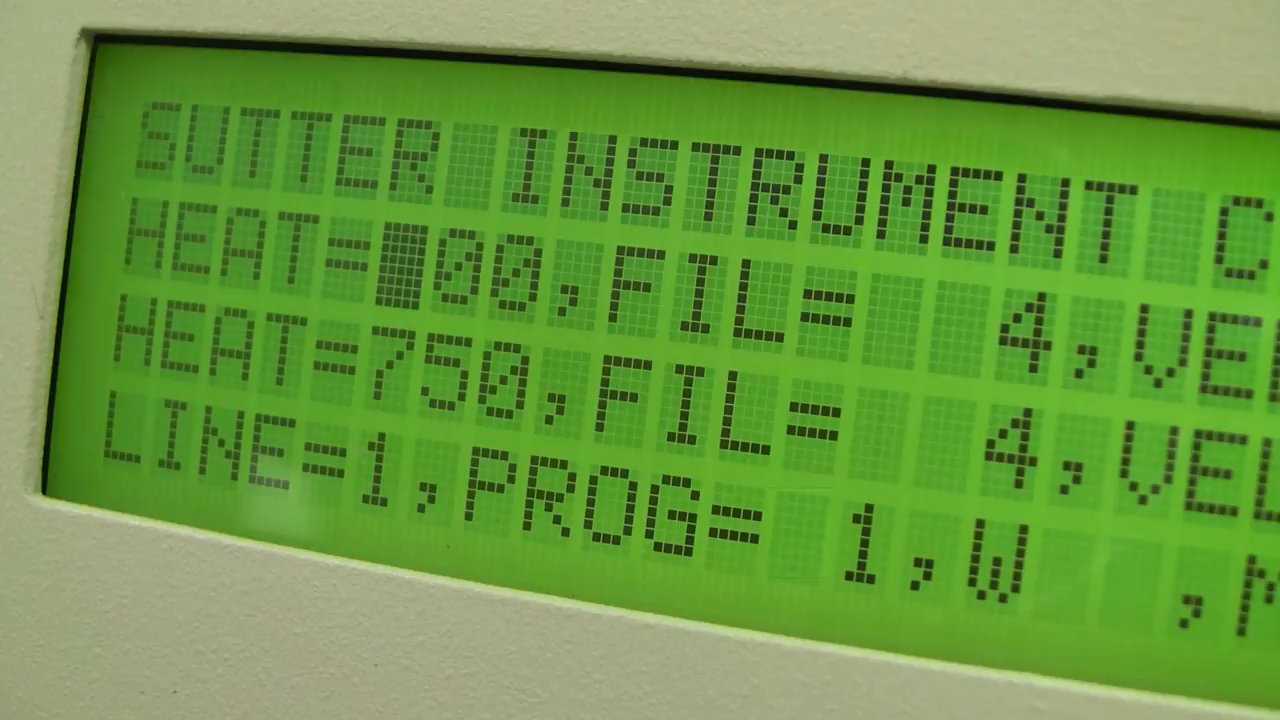 SUTTER INSTRUMENT C
HEAT=█00,FIL= 4,VE
HEAT=750,FIL= 4,VEL
LINE=1,PROG= 1,W ,M